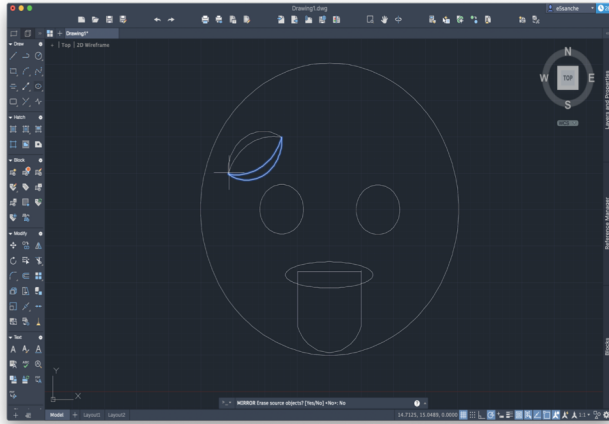 Drawing1.dwg
elisanche
Drawing1*
Draw
+ | Top | 2D Wireframe
N
W
TOP
E
S
WCS
Hatch
Block
Modify
Text
Layers and Properties
Reference Manager
Blocks
Y
X
MIRROR Erase source objects? [Yes/No] <No>: No
Model
Layout1
Layout2
14.7125, 15.0489, 0.0000
1:1